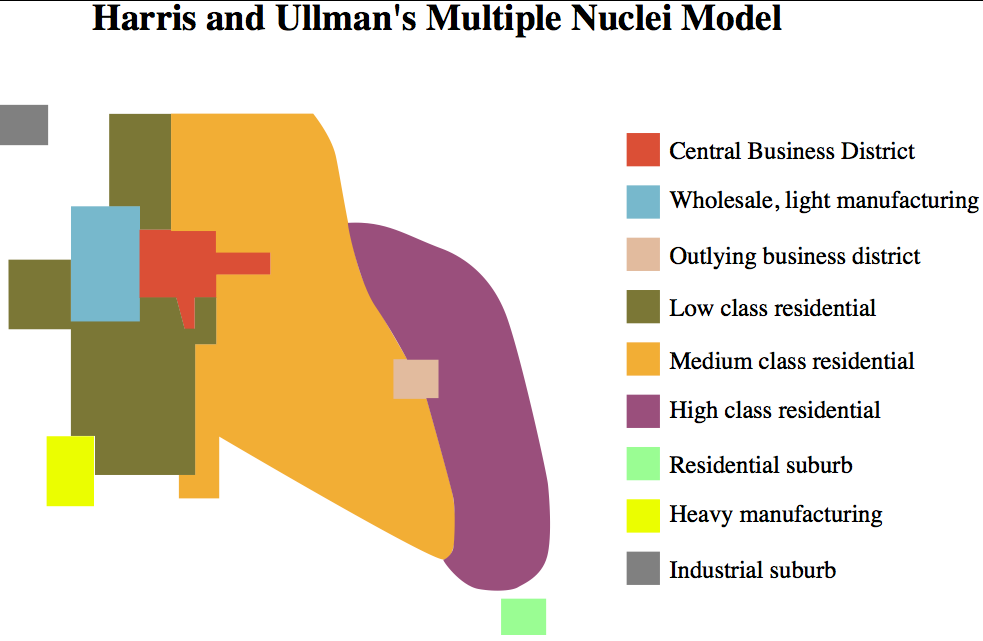 Harris and Ullman's Multiple Nuclei Model
Central Business District
Wholesale, light manufacturing
Outlying business district
Low class residential
Medium class residential
High class residential
Residential suburb
Heavy manufacturing
Industrial suburb